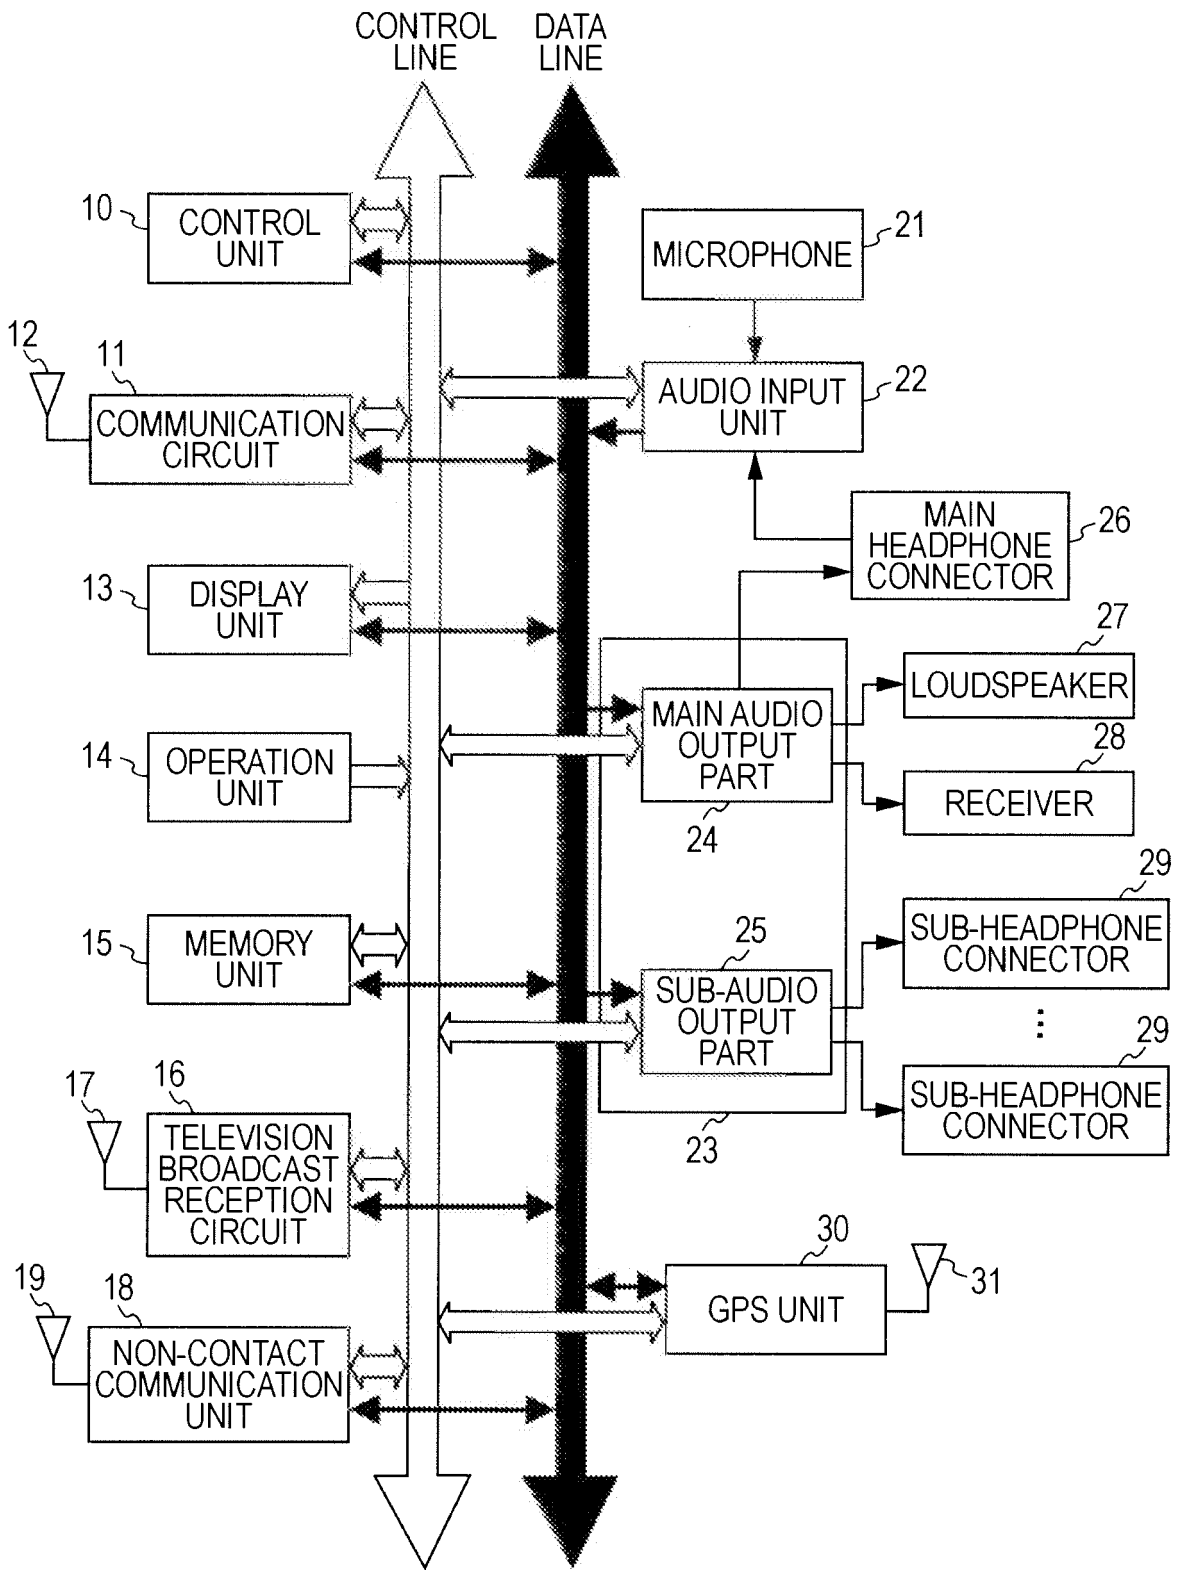 CONTROL
LINE
DATA
LINE
10
CONTROL
UNIT
21
MICROPHONE
12
11
COMMUNICATION
CIRCUIT
22
AUDIO INPUT
UNIT
26
MAIN
HEADPHONE
CONNECTOR
13
DISPLAY
UNIT
27
LOUDSPEAKER
14
OPERATION
UNIT
MAIN AUDIO
OUTPUT
PART
24
28
RECEIVER
15
MEMORY
UNIT
25
SUB-AUDIO
OUTPUT
PART
29
SUB-HEADPHONE
CONNECTOR
...
29
SUB-HEADPHONE
CONNECTOR
23
17
16
TELEVISION
BROADCAST
RECEPTION
CIRCUIT
30
GPS UNIT
31
19
18
NON-CONTACT
COMMUNICATION
UNIT